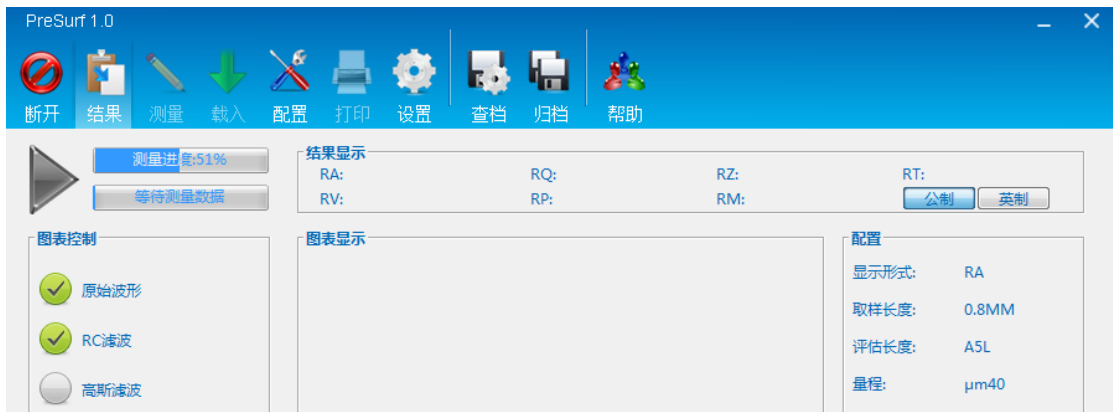 PreSurf 1.0
断开 结果 测量 载入 配置 打印 设置 查档 归档 帮助
测量进度:51%
等待测量数据
结果显示
RA: RQ: RZ: RT:
RV: RP: RM: 公制 英制
图表控制
原始波形
RC滤波
高斯滤波
图表显示
配置
显示形式: RA
取样长度: 0.8MM
评估长度: A5L
量程: μm40